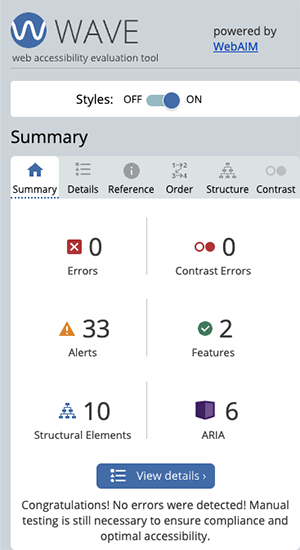 WAVE
web accessibility evaluation tool
powered by
WebAIM
Styles: OFF ON
Summary
Summary Details Reference Order Structure Contrast
0 0
Errors Contrast Errors
33 2
Alerts Features
10 6
Structural Elements ARIA
View details ›
Congratulations! No errors were detected! Manual
testing is still necessary to ensure compliance and
optimal accessibility.